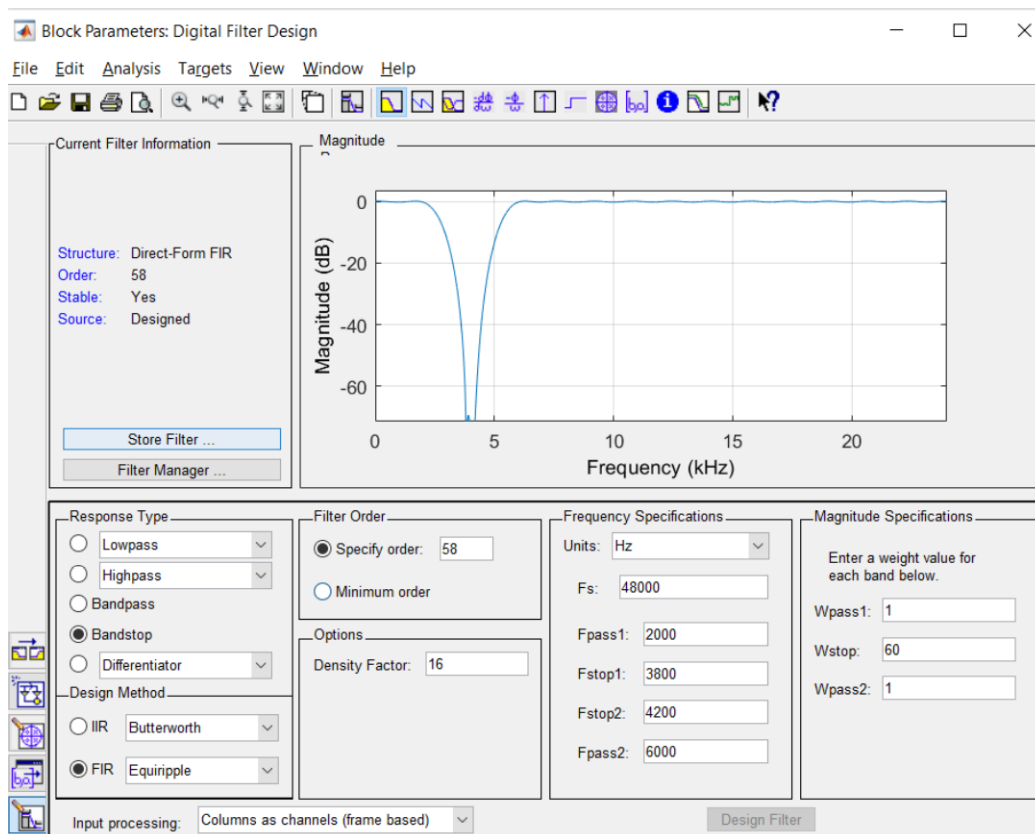 Block Parameters: Digital Filter Design
File Edit Analysis Targets View Window Help
Current Filter Information
Structure: Direct-Form FIR
Order: 58
Stable: Yes
Source: Designed
Store Filter ...
Filter Manager ...
Magnitude
0
-20
-40
-60
Magnitude (dB)
0 5 10 15 20
Frequency (kHz)
Response Type
Lowpass
Highpass
Bandpass
Bandstop
Differentiator
Design Method
IIR Butterworth
FIR Equiripple
Filter Order
Specify order: 58
Minimum order
Options
Density Factor: 16
Frequency Specifications
Units: Hz
Fs: 48000
Fpass1: 2000
Fstop1: 3800
Fstop2: 4200
Fpass2: 6000
Magnitude Specifications
Enter a weight value for
each band below.
Wpass1: 1
Wstop: 60
Wpass2: 1
Input processing: Columns as channels (frame based)
Design Filter